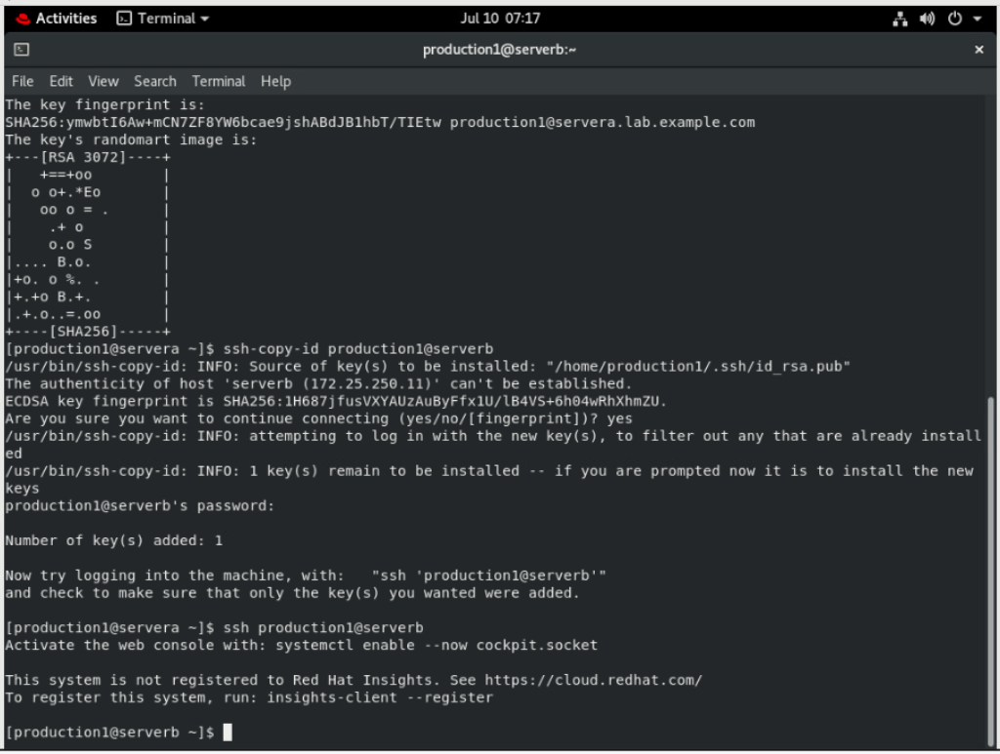 Activities Terminal Jul 10 07:17
production1@serverb:~ ×
File Edit View Search Terminal Help
The key fingerprint is:
SHA256:ymwbtI6Aw+mCN7ZF8YW6bcae9jshABdJB1hbT/TIEtw production1@servera.lab.example.com
The key's randomart image is:
+---[RSA 3072]----+
|   +==+oo        |
|  o o+.*Eo       |
|   oo o = .      |
|    .+ o         |
|    o.o S        |
|.... B.o.        |
|+o. o %. .       |
|+.+o B.+.        |
|.+.o..=.oo       |
+----[SHA256]-----+
[production1@servera ~]$ ssh-copy-id production1@serverb
/usr/bin/ssh-copy-id: INFO: Source of key(s) to be installed: "/home/production1/.ssh/id_rsa.pub"
The authenticity of host 'serverb (172.25.250.11)' can't be established.
ECDSA key fingerprint is SHA256:1H687jfusVXYAUzAuByFfx1U/lB4VS+6h04wRhXhmZU.
Are you sure you want to continue connecting (yes/no/[fingerprint])? yes
/usr/bin/ssh-copy-id: INFO: attempting to log in with the new key(s), to filter out any that are already install
ed
/usr/bin/ssh-copy-id: INFO: 1 key(s) remain to be installed -- if you are prompted now it is to install the new
keys
production1@serverb's password:
Number of key(s) added: 1
Now try logging into the machine, with:   "ssh 'production1@serverb'"
and check to make sure that only the key(s) you wanted were added.
[production1@servera ~]$ ssh production1@serverb
Activate the web console with: systemctl enable --now cockpit.socket
This system is not registered to Red Hat Insights. See https://cloud.redhat.com/
To register this system, run: insights-client --register
[production1@serverb ~]$